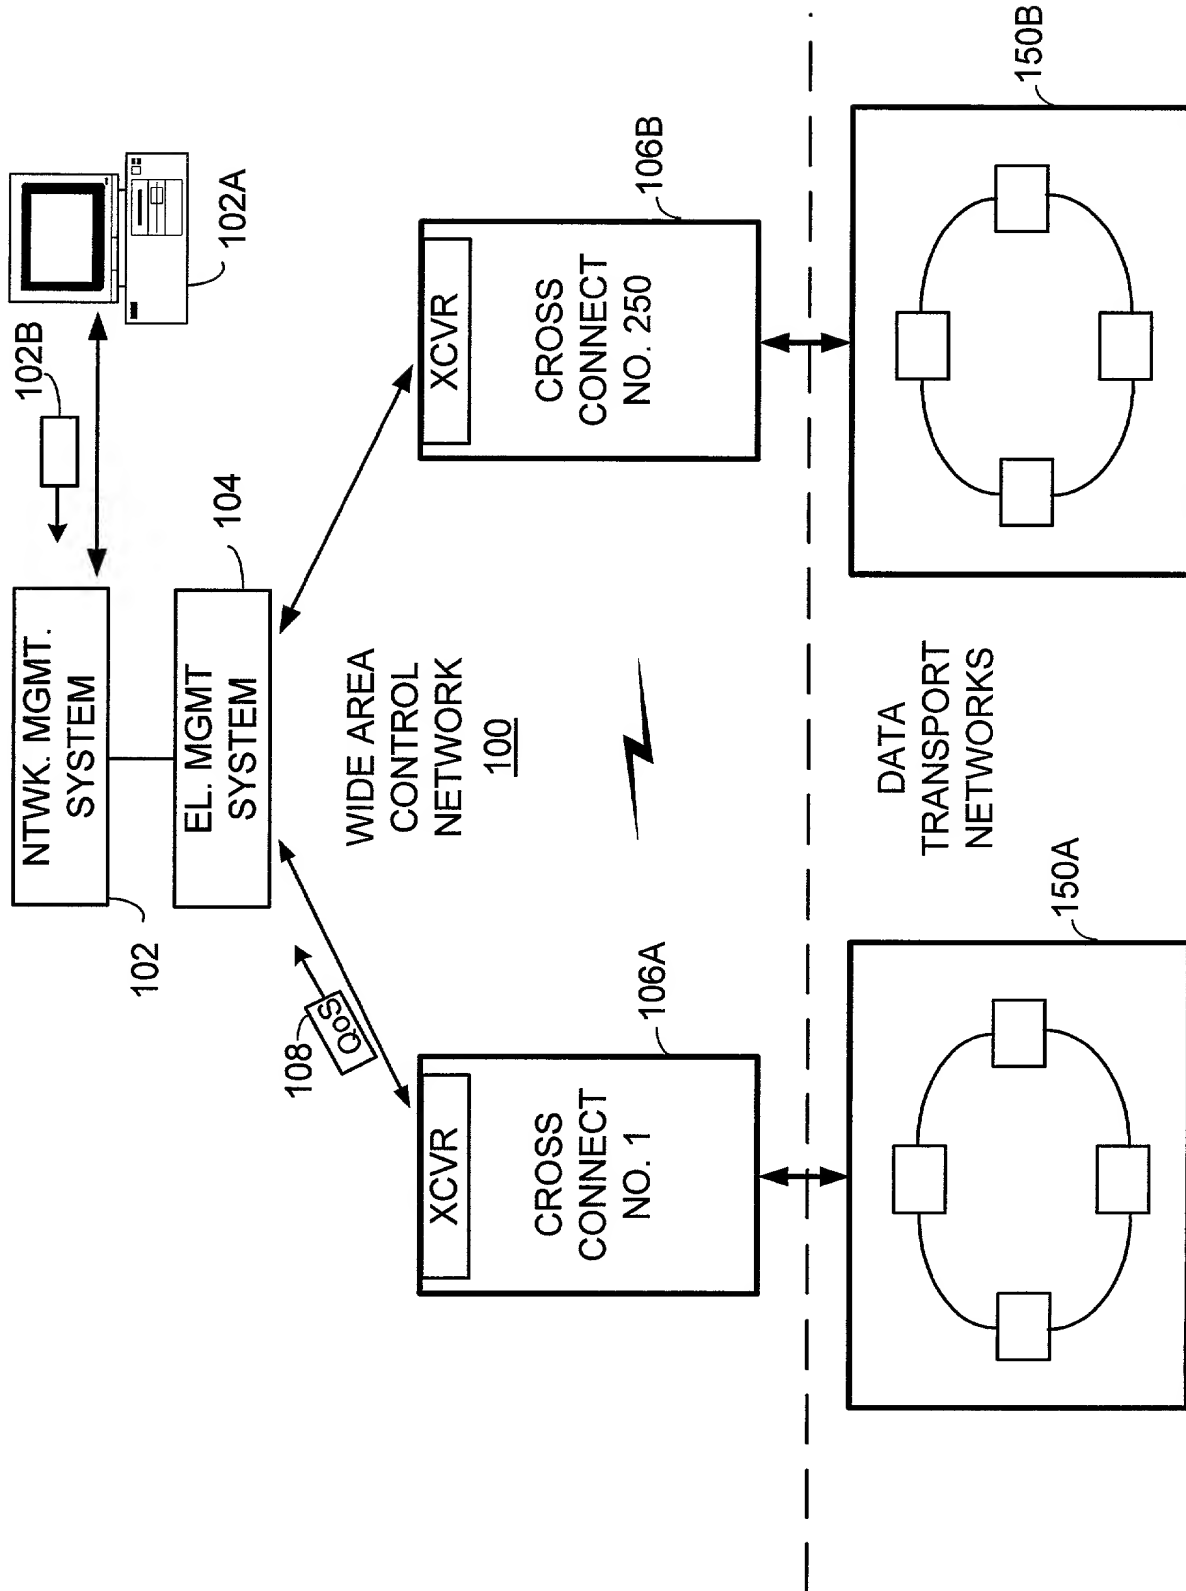 NTWK. MGMT.
SYSTEM
102
102B
102A
EL. MGMT
SYSTEM
104
108
QoS
WIDE AREA
CONTROL
NETWORK
100
106A
XCVR
CROSS
CONNECT
NO. 1
106B
XCVR
CROSS
CONNECT
NO. 250
DATA
TRANSPORT
NETWORKS
150A
150B